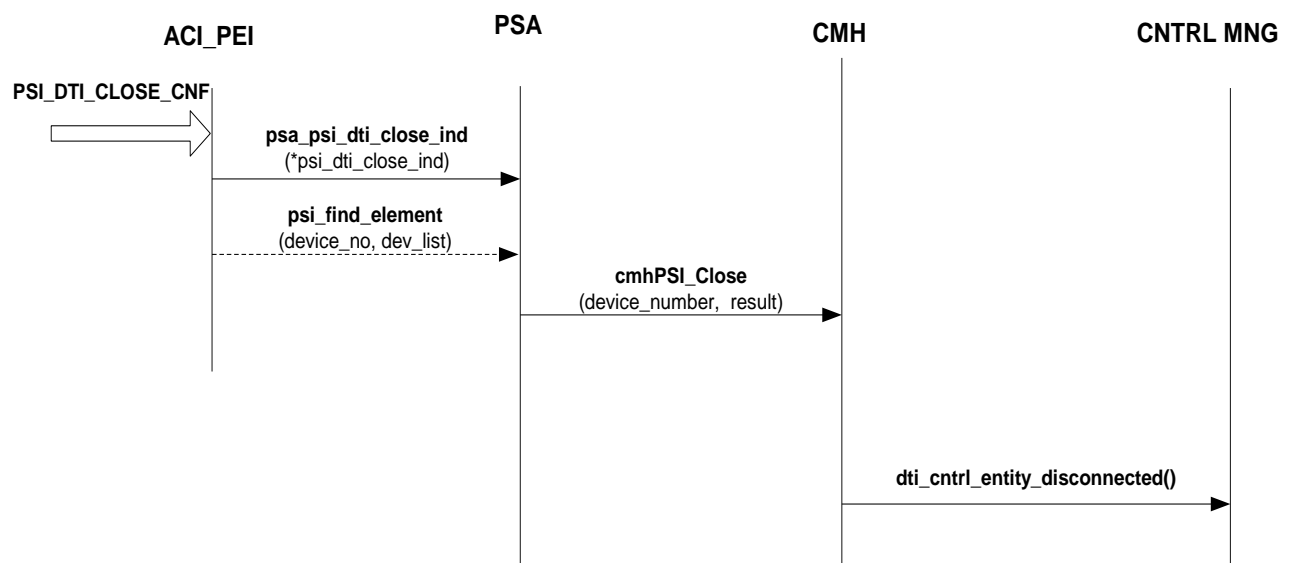 ACI_PEI
PSA
CMH
CNTRL MNG
PSI_DTI_CLOSE_CNF
psa_psi_dti_close_ind
(*psi_dti_close_ind)
psi_find_element
(device_no, dev_list)
cmhPSI_Close
(device_number, result)
dti_cntrl_entity_disconnected()